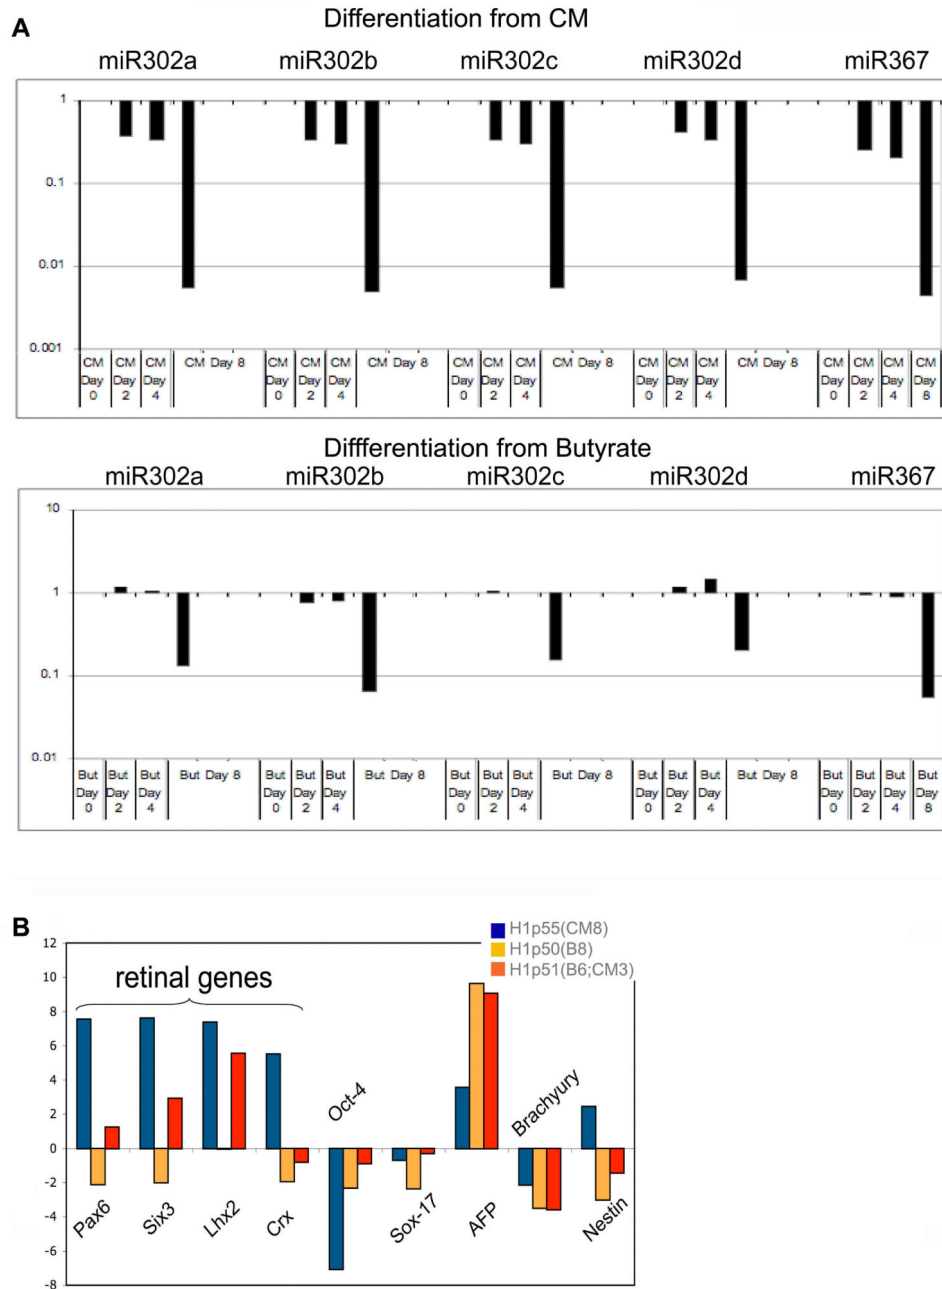 A
Differentiation from CM
miR302a miR302b miR302c miR302d miR367
1
0.1
0.01
0.001
CM Day 0 CM Day 2 CM Day 4 CM Day 8 CM Day 0 CM Day 2 CM Day 4 CM Day 8 CM Day 0 CM Day 2 CM Day 4 CM Day 8 CM Day 0 CM Day 2 CM Day 4 CM Day 8 CM Day 0 CM Day 2 CM Day 4 CM Day 8
Diffferentiation from Butyrate
miR302a miR302b miR302c miR302d miR367
10
1
0.1
0.01
But Day 0 But Day 2 But Day 4 But Day 8 But Day 0 But Day 2 But Day 4 But Day 8 But Day 0 But Day 2 But Day 4 But Day 8 But Day 0 But Day 2 But Day 4 But Day 8 But Day 0 But Day 2 But Day 4 But Day 8
B
H1p55(CM8)
H1p50(B8)
H1p51(B6;CM3)
retinal genes
12
10
8
6
4
2
0
-2
-4
-6
-8
Pax6 Six3 Lhx2 Crx Oct-4 Sox-17 AFP Brachyury Nestin